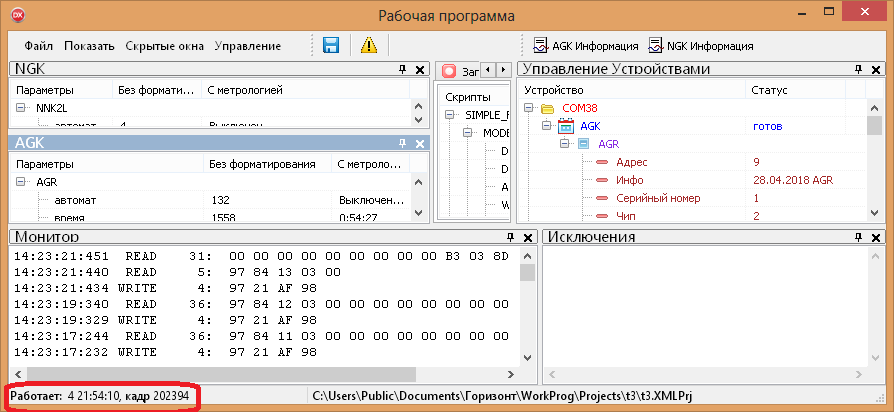 Рабочая программа
Файл Показать Скрытые окна Управление AGK Информация NGK Информация
NGK
Параметры Без формати... С метрологией
NNK2L
автомат 4 Выключен
AGK
Параметры Без форматирования С метроло...
AGR
автомат 132 Выключен...
время 1558 0:54:27
Заг
Скрипты
SIMPLE_F
MODE
D
D
A
W
Управление Устройствами
Устройство Статус
COM38
AGK готов
AGR
Адрес 9
Инфо 28.04.2018 AGR
Серийный номер 1
Чип 2
Монитор
14:23:21:451 READ 31: 00 00 00 00 00 00 00 00 00 B3 03 8D
14:23:21:440 READ 5: 97 84 13 03 00
14:23:21:434 WRITE 4: 97 21 AF 98
14:23:19:340 READ 36: 97 84 12 03 00 00 00 00 00 00 00 00
14:23:19:329 WRITE 4: 97 21 AF 98
14:23:17:244 READ 36: 97 84 11 03 00 00 00 00 00 00 00 00
14:23:17:232 WRITE 4: 97 21 AF 98
Исключения
Работает: 4 21:54:10, кадр 202394 C:\Users\Public\Documents\Горизонт\WorkProg\Projects\t3\t3.XMLPrj